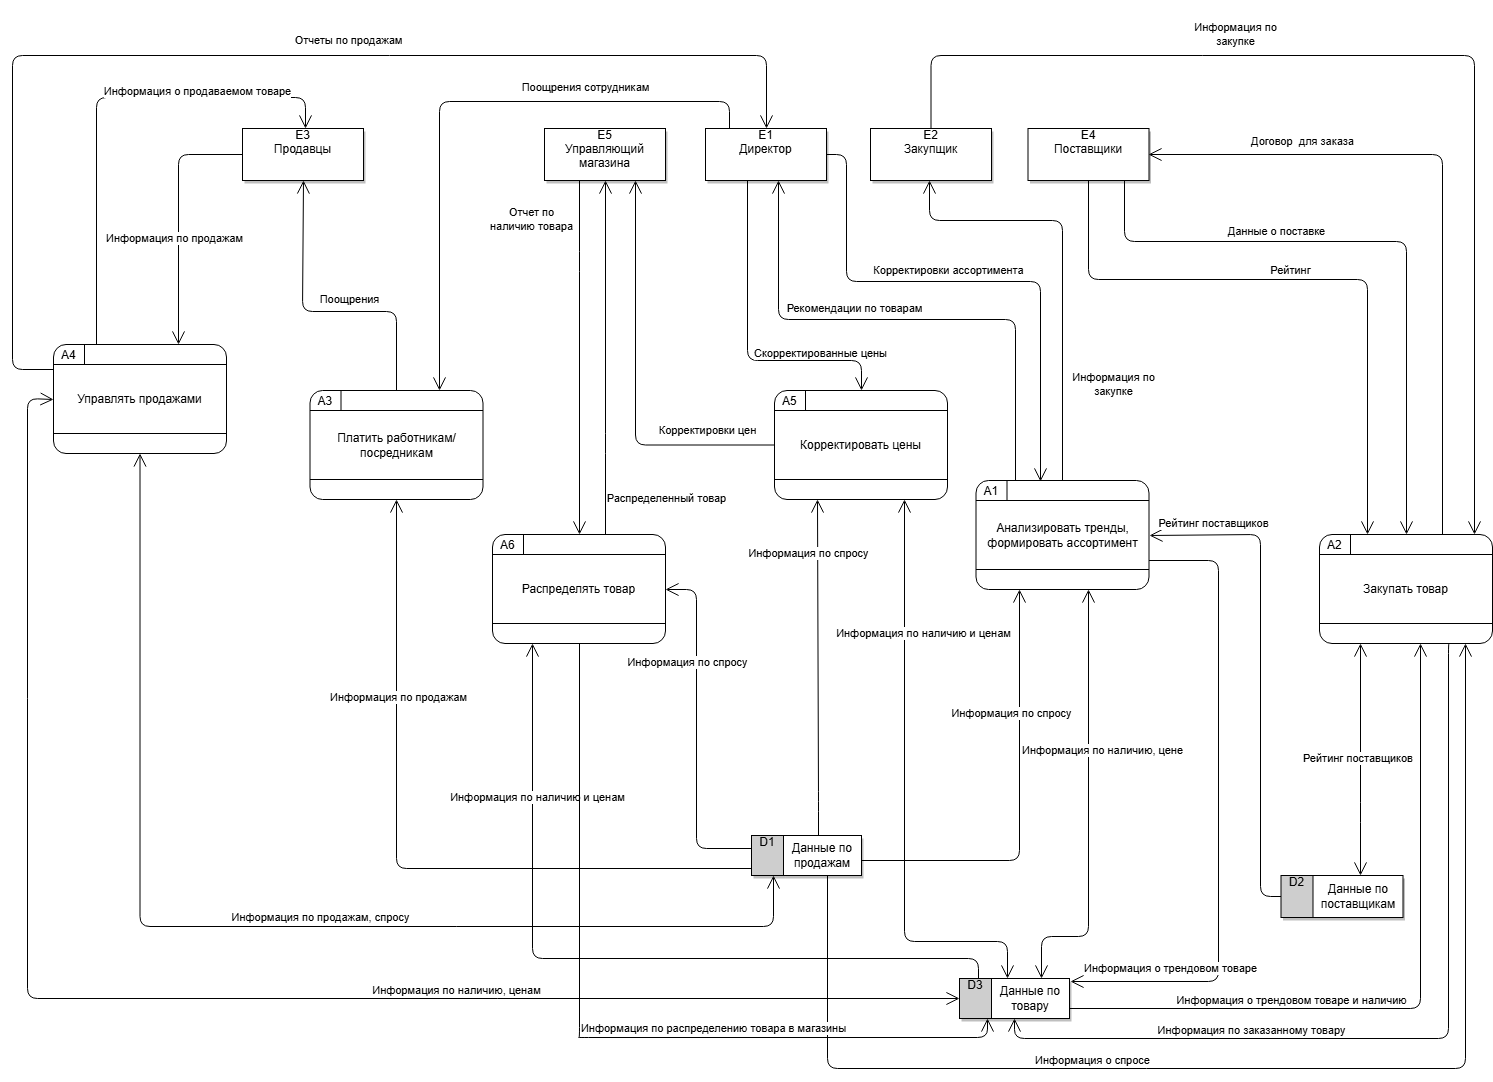 Информация по
закупке
Отчеты по продажам
Поощрения сотрудникам
Информация о продаваемом товаре
E3
Продавцы
E5
Управляющий
магазина
E1
Директор
E2
Закупщик
E4
Поставщики
Договор для заказа
Отчет по
наличию товара
Данные о поставке
Информация по продажам
Корректировки ассортимента
Рейтинг
Поощрения
Рекомендации по товарам
Скорректированные цены
A4
Управлять продажами
Информация по
закупке
A3
Платить работникам/
посредникам
A5
Корректировать цены
Корректировки цен
Распределенный товар
A1
Анализировать тренды,
формировать ассортимент
Рейтинг поставщиков
A6
Распределять товар
Информация по спросу
A2
Закупать товар
Информация по наличию и ценам
Информация по спросу
Информация по продажам
Информация по спросу
Информация по наличию, цене
Рейтинг поставщиков
Информация по наличию и ценам
D1
Данные по
продажам
D2
Данные по
поставщикам
Информация по продажам, спросу
Информация о трендовом товаре
Информация по наличию, ценам
D3
Данные по
товару
Информация о трендовом товаре и наличию
Информация по распределению товара в магазины
Информация по заказанному товару
Информация о спросе